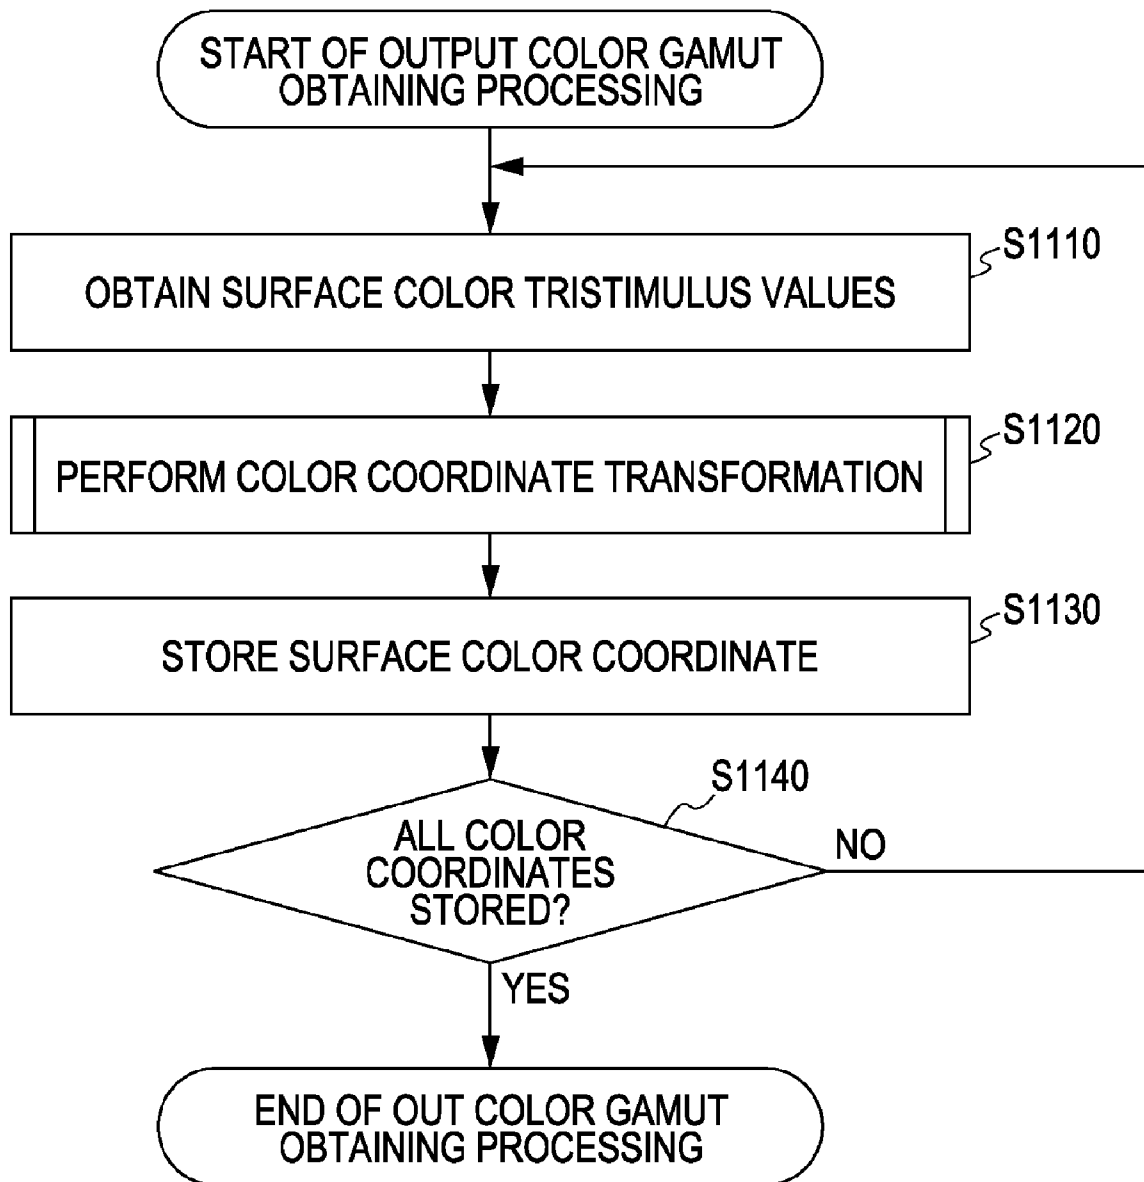 START OF OUTPUT COLOR GAMUT
OBTAINING PROCESSING
S1110
OBTAIN SURFACE COLOR TRISTIMULUS VALUES
S1120
PERFORM COLOR COORDINATE TRANSFORMATION
S1130
STORE SURFACE COLOR COORDINATE
S1140
ALL COLOR
COORDINATES
STORED?
NO
YES
END OF OUT COLOR GAMUT
OBTAINING PROCESSING